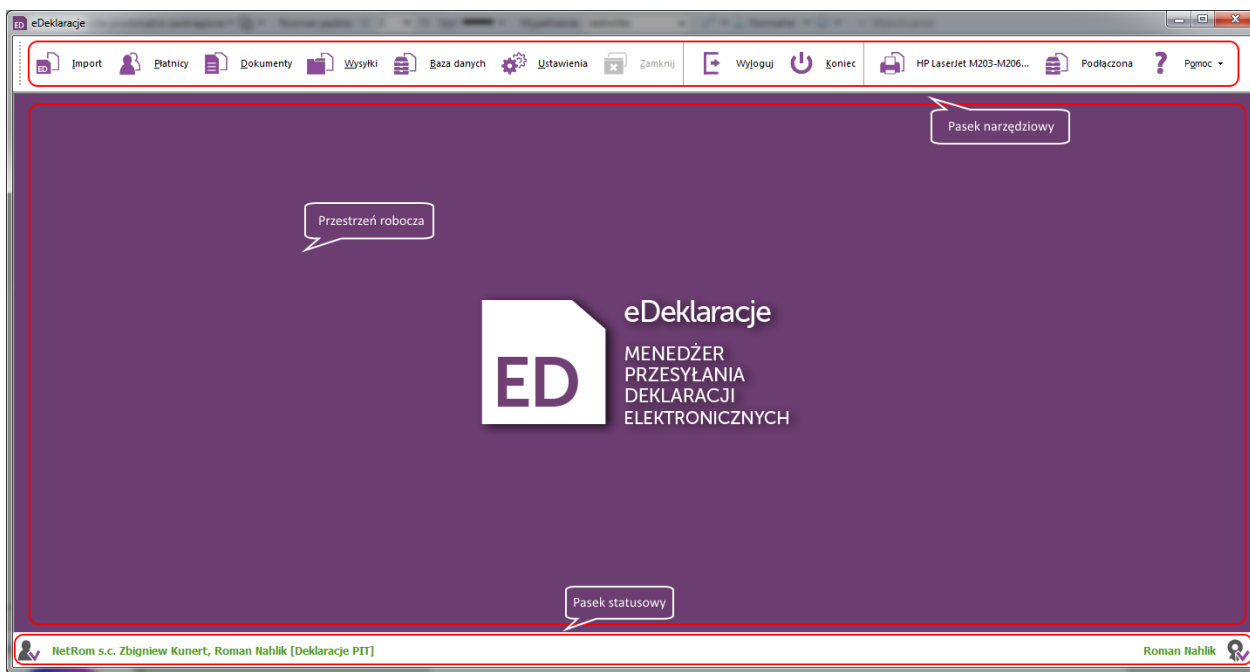 eDeklaracje
Import Płatnicy Dokumenty Wysyłki Baza danych Ustawienia Zamknij Wyloguj Koniec HP LaserJet M203-M206... Podłączona Pomoc
Pasek narzędziowy
Przestrzeń robocza
ED
eDeklaracje
MENEDŻER
PRZESYŁANIA
DEKLARACJI
ELEKTRONICZNYCH
Pasek statusowy
NetRom s.c. Zbigniew Kunert, Roman Nahlik [Deklaracje PIT] Roman Nahlik